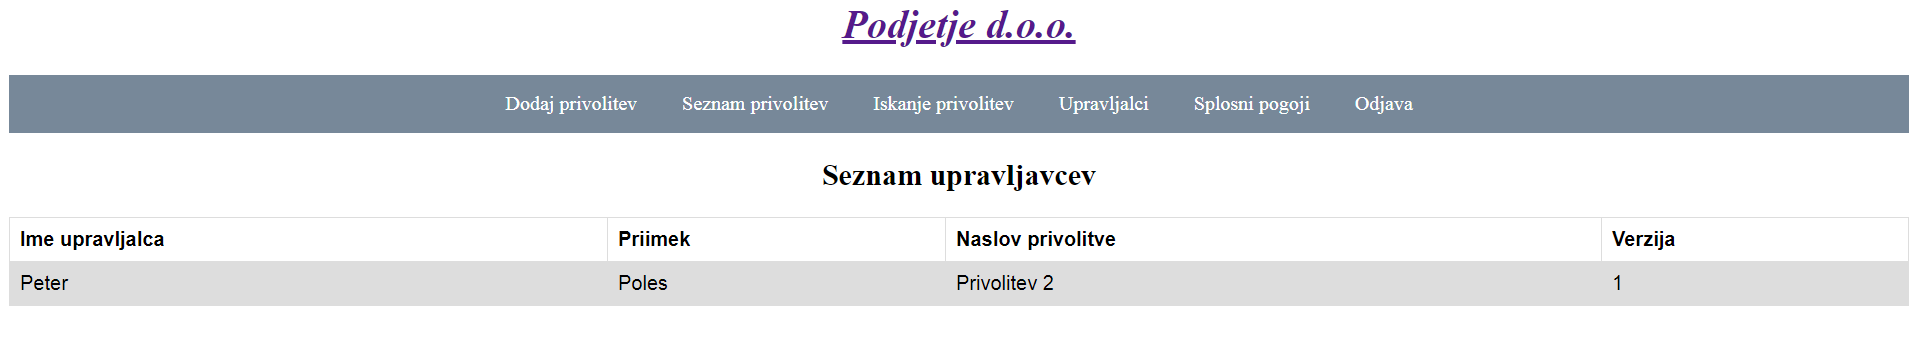 Podjetje d.o.o.
Dodaj privolitev Seznam privolitev Iskanje privolitev Upravljalci Splosni pogoji Odjava
Seznam upravljavcev
Ime upravljalca Priimek Naslov privolitve Verzija
Peter Poles Privolitev 2 1